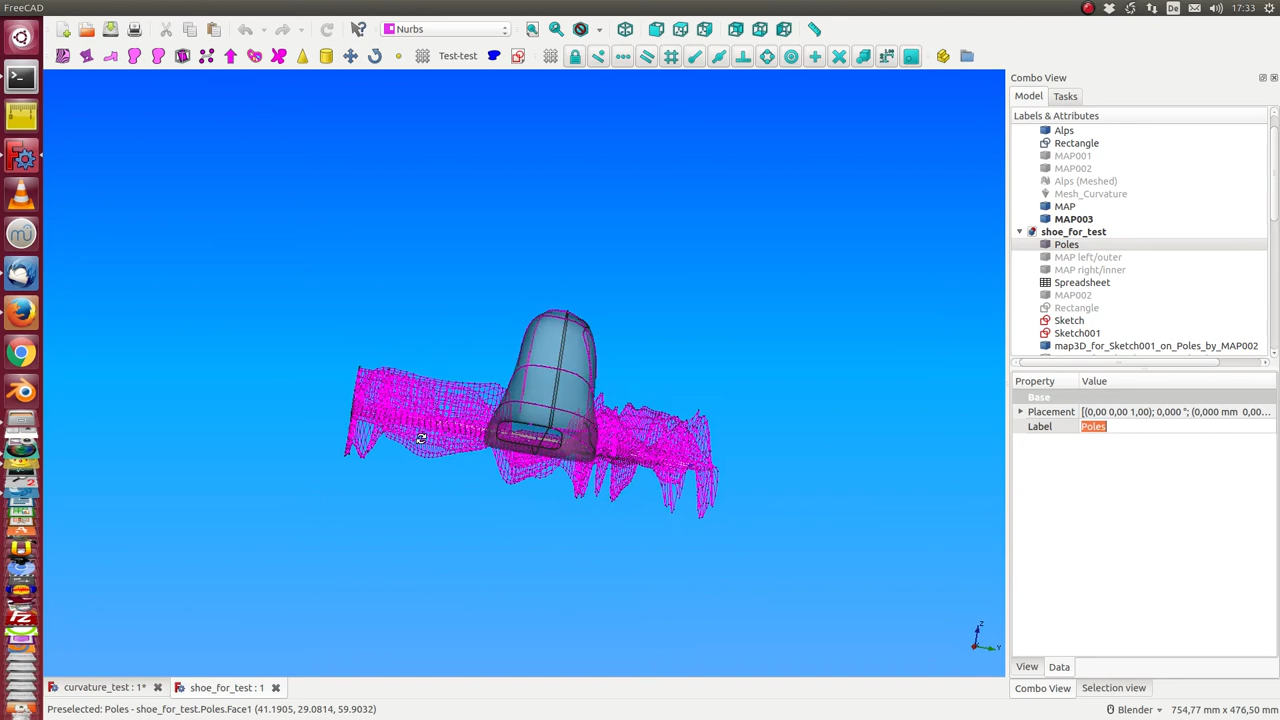 FreeCAD
De
17:33
Nurbs
Test-test
Combo View
Model
Tasks
Labels & Attributes
Alps
Rectangle
MAP001
MAP002
Alps (Meshed)
Mesh_Curvature
MAP
MAP003
shoe_for_test
Poles
MAP left/outer
MAP right/inner
Spreadsheet
MAP002
Rectangle
Sketch
Sketch001
map3D_for_Sketch001_on_Poles_by_MAP002
Property
Value
Base
Placement
[(0,00 0,00 1,00); 0,000 °; (0,000 mm 0,00...
Label
Poles
Z
Y
View
Data
curvature_test : 1*
shoe_for_test : 1
Combo View
Selection view
Preselected: Poles - shoe_for_test.Poles.Face1 (41.1905, 29.0814, 59.9032)
Blender
754,77 mm x 476,50 mm